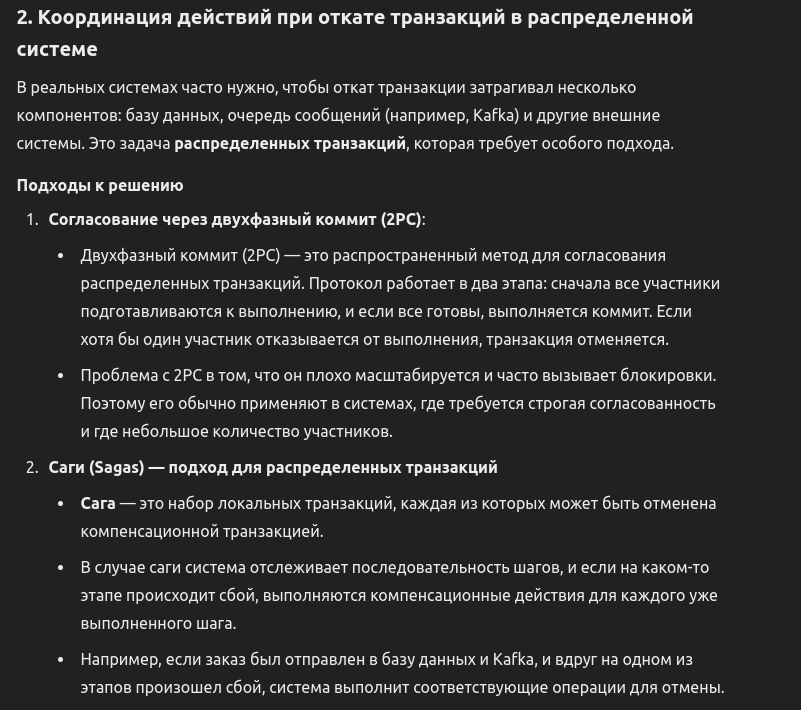 2. Координация действий при откате транзакций в распределенной
системе
В реальных системах часто нужно, чтобы откат транзакции затрагивал несколько
компонентов: базу данных, очередь сообщений (например, Kafka) и другие внешние
системы. Это задача распределенных транзакций, которая требует особого подхода.
Подходы к решению
1. Согласование через двухфазный коммит (2PC):
• Двухфазный коммит (2PC) — это распространенный метод для согласования
распределенных транзакций. Протокол работает в два этапа: сначала все участники
подготавливаются к выполнению, и если все готовы, выполняется коммит. Если
хотя бы один участник отказывается от выполнения, транзакция отменяется.
• Проблема с 2PC в том, что он плохо масштабируется и часто вызывает блокировки.
Поэтому его обычно применяют в системах, где требуется строгая согласованность
и где небольшое количество участников.
2. Саги (Sagas) — подход для распределенных транзакций
• Сага — это набор локальных транзакций, каждая из которых может быть отменена
компенсационной транзакцией.
• В случае саги система отслеживает последовательность шагов, и если на каком-то
этапе происходит сбой, выполняются компенсационные действия для каждого уже
выполненного шага.
• Например, если заказ был отправлен в базу данных и Kafka, и вдруг на одном из
этапов произошел сбой, система выполнит соответствующие операции для отмены.